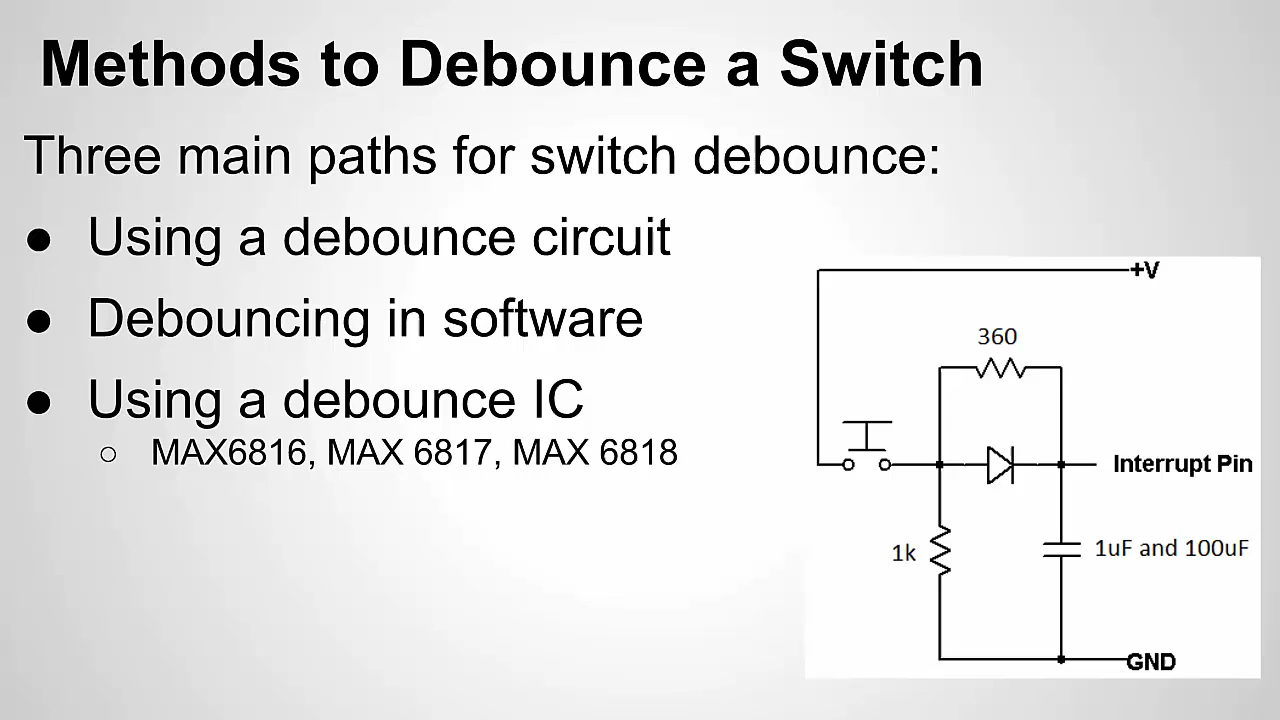 Methods to Debounce a Switch
Three main paths for switch debounce:
● Using a debounce circuit
● Debouncing in software
● Using a debounce IC
○ MAX6816, MAX 6817, MAX 6818
+V
360
Interrupt Pin
1k
1uF and 100uF
GND